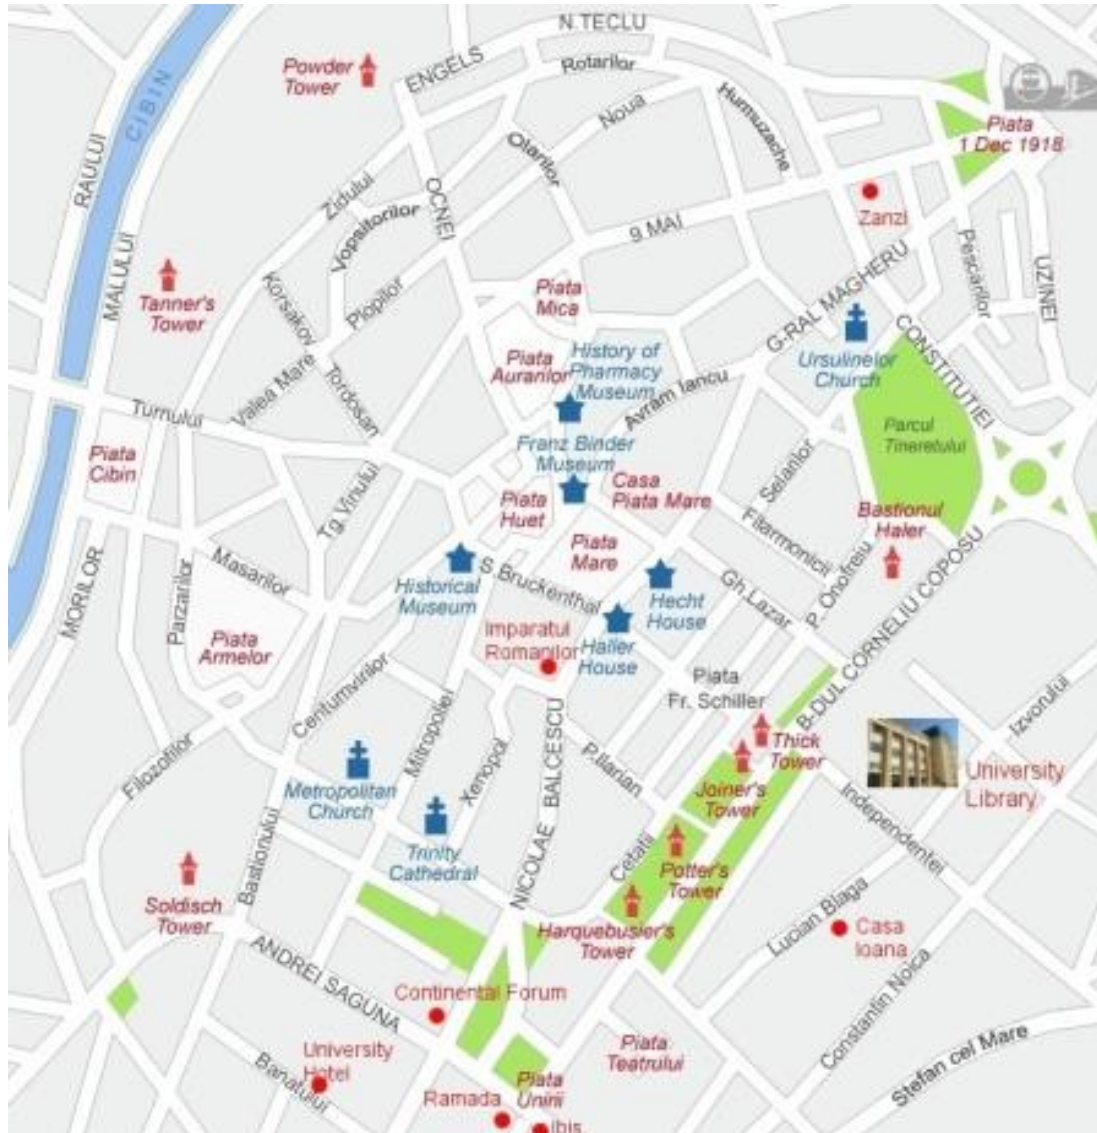 N.TECLU
Powder
Tower
ENGELS
Rotarilor
CIBIN
Noua
Hurmuzache
Piata
1 Dec 1918
RAULUI
Olarilor
Zidului
OCNEI
Vopsitorilor
9 MAI
Zanzi
Pescarilor
UZINEI
MALULUI
Tanner's
Tower
Korsakov
Plopilor
Piata
Mica
G-RAL MAGHERU
CONSTITUTIEI
Ursulinelor
Church
History of
Pharmacy
Museum
Piata
Aurarilor
Valea Mare
Tordosan
Avram Iancu
Turnului
Parcul
Tineretului
Piata
Cibin
Franz Binder
Museum
Casa
Piata Mare
Seianlor
Tg.Vinului
Piata
Huet
Filarmonicii
Bastionul
Haler
Piata
Mare
Masarilor
S.Bruckenthal
Historical
Museum
Hecht
House
Gh.Lazar
P. Onofreiu
B-DUL CORNELIU COPOSU
MORILOR
Parzarilor
Piata
Armelor
Imparatul
Romanilor
Haller
House
Piata
Fr. Schiller
Centumvirilor
Mitropoliei
Izvorului
Filozofilor
Xenopol
NICOLAE BALCESCU
P.Ilarian
Thick
Tower
Joiner's
Tower
University
Library
Metropolitan
Church
Independentei
Trinity
Cathedral
Cetatii
Potter's
Tower
Bastionului
Soldisch
Tower
Harquebusier's
Tower
Lucian Blaga
Casa
Ioana
ANDREI SAGUNA
Continental Forum
Constantin Noica
University
Hotel
Piata
Teatrului
Stefan cel Mare
Banatului
Piata
Unirii
Ramada
ibis